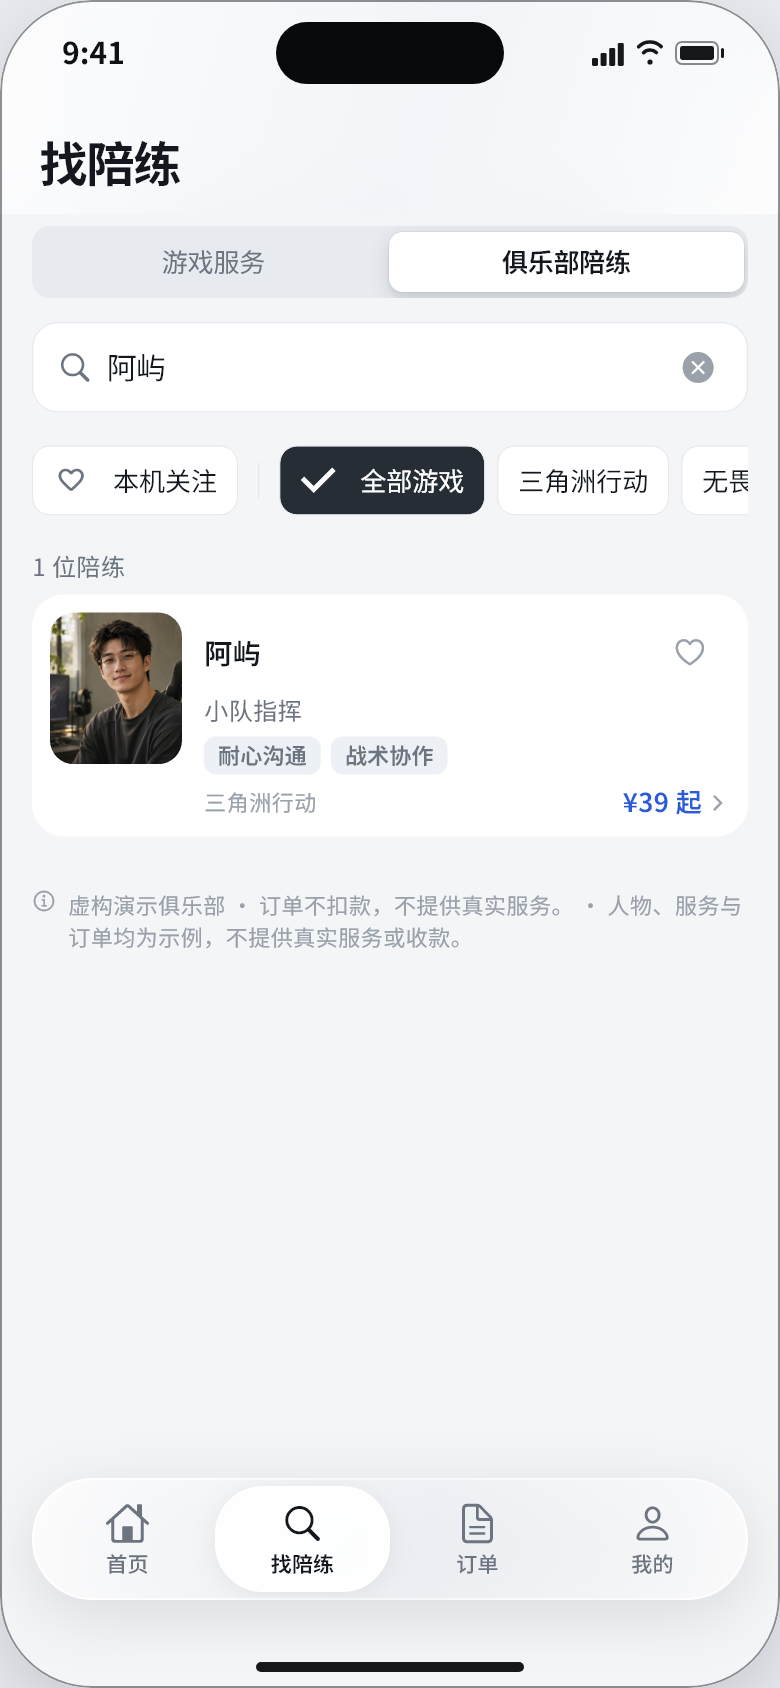 9:41
找陪练
游戏服务
俱乐部陪练
阿屿
本机关注
全部游戏
三角洲行动
无畏
1 位陪练
阿屿
小队指挥
耐心沟通
战术协作
三角洲行动
¥39 起
虚构演示俱乐部 · 订单不扣款，不提供真实服务。 · 人物、服务与
订单均为示例，不提供真实服务或收款。
首页
找陪练
订单
我的